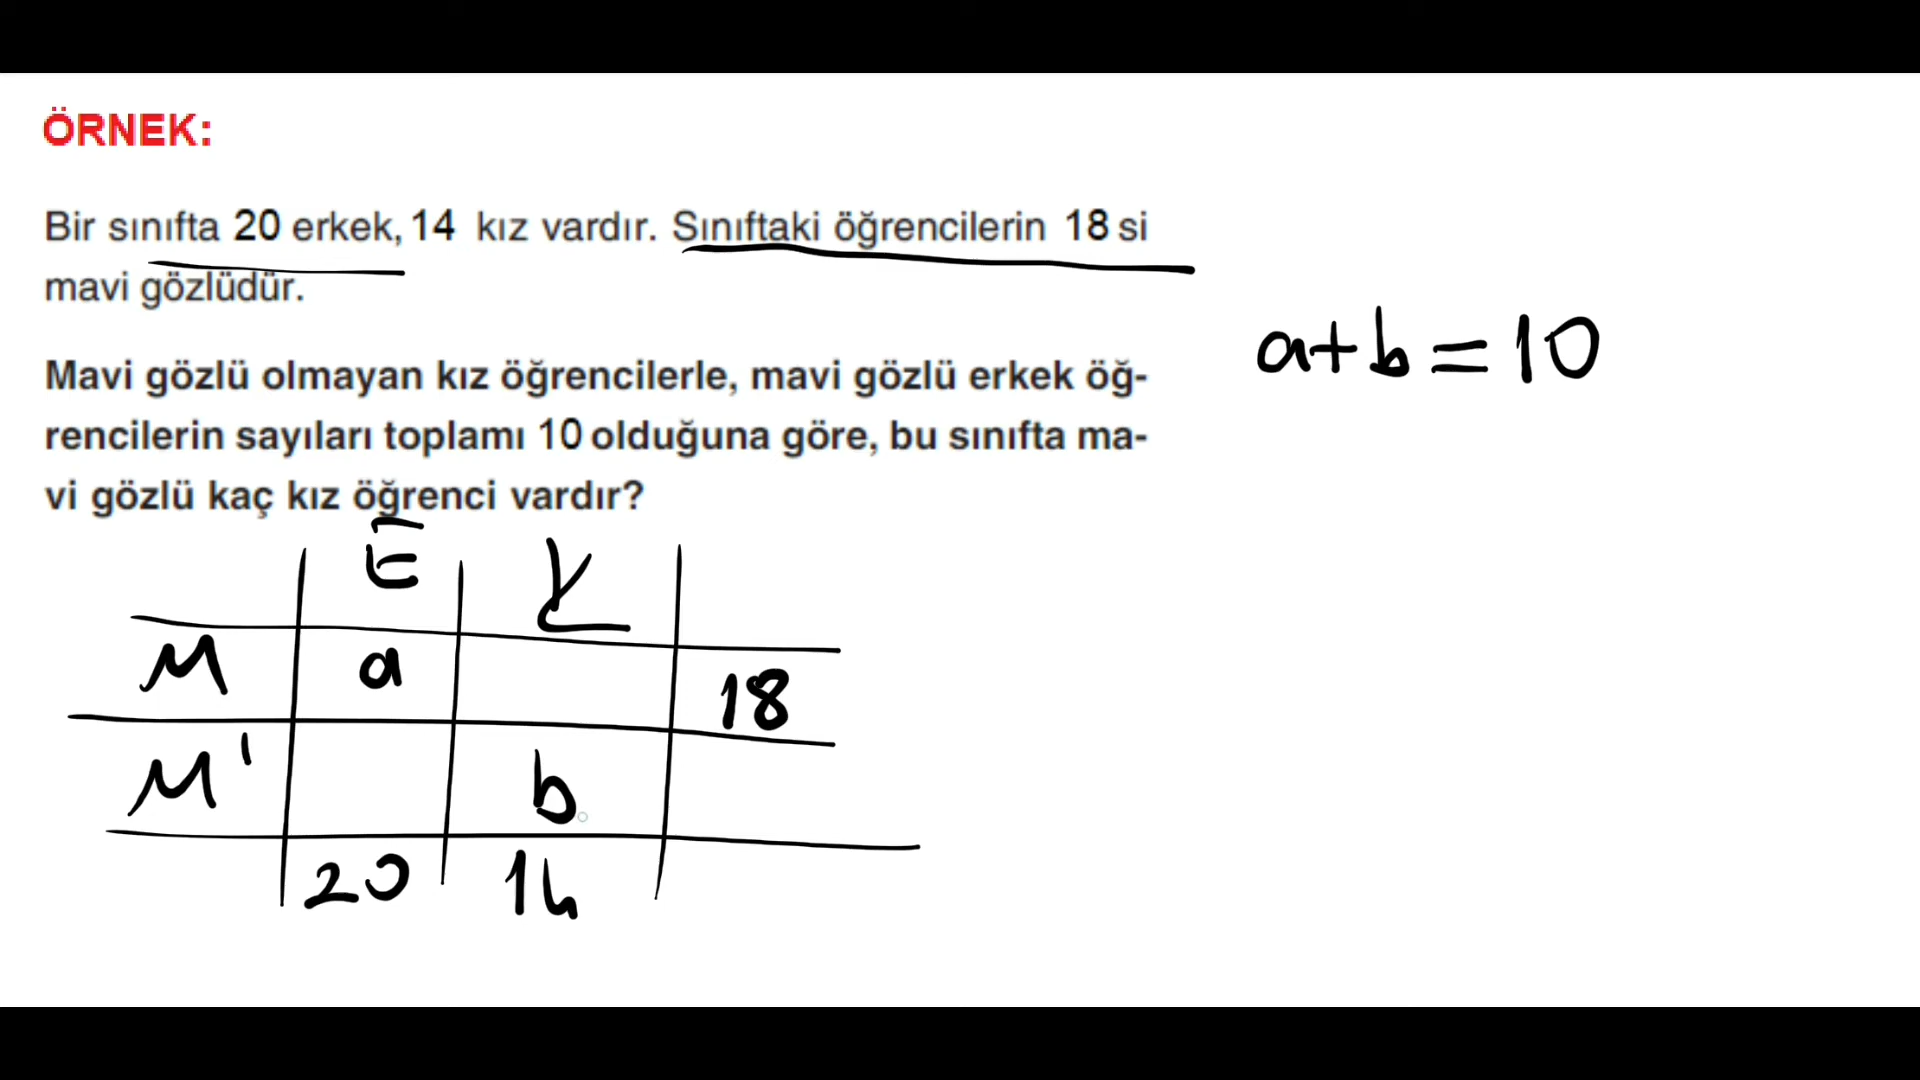 ÖRNEK:
Bir sınıfta 20 erkek, 14 kız vardır. Sınıftaki öğrencilerin 18 si
mavi gözlüdür.
a+b=10
Mavi gözlü olmayan kız öğrencilerle, mavi gözlü erkek öğ-
rencilerin sayıları toplamı 10 olduğuna göre, bu sınıfta ma-
vi gözlü kaç kız öğrenci vardır?
E K
M a 18
M' b
20 14